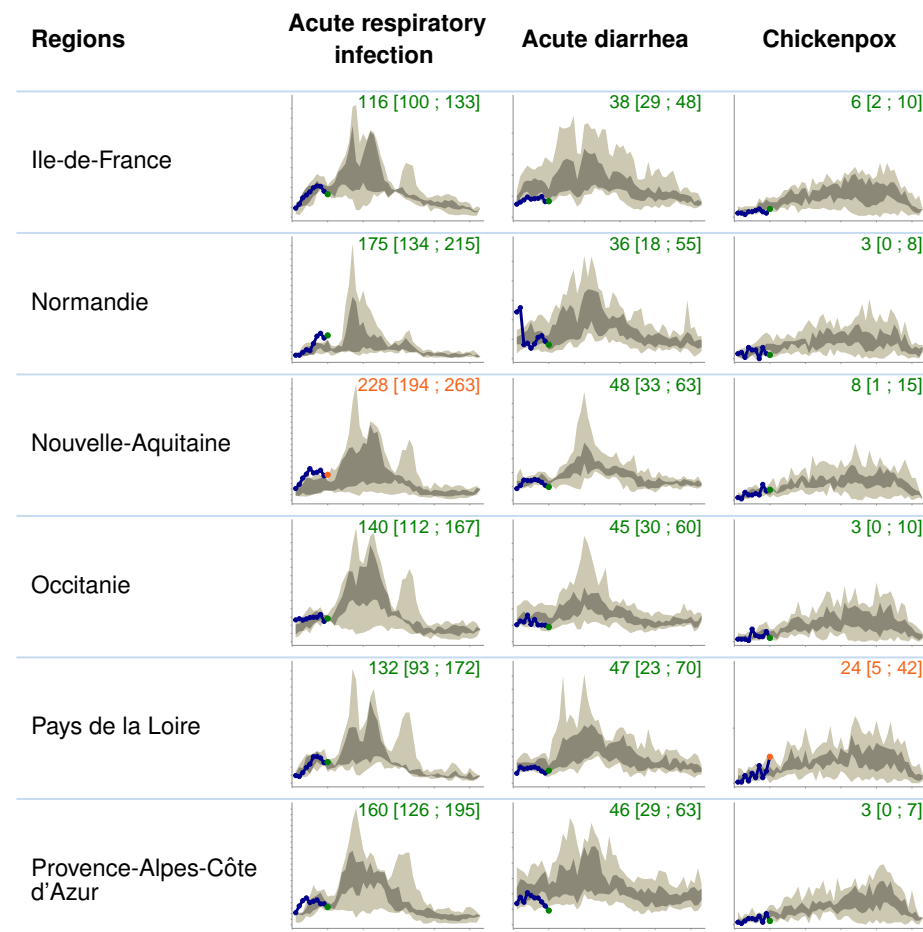 Regions
Acute respiratory
infection
Acute diarrhea
Chickenpox
Ile-de-France
116 [100 ; 133]
38 [29 ; 48]
6 [2 ; 10]
Normandie
175 [134 ; 215]
36 [18 ; 55]
3 [0 ; 8]
Nouvelle-Aquitaine
228 [194 ; 263]
48 [33 ; 63]
8 [1 ; 15]
Occitanie
140 [112 ; 167]
45 [30 ; 60]
3 [0 ; 10]
Pays de la Loire
132 [93 ; 172]
47 [23 ; 70]
24 [5 ; 42]
Provence-Alpes-Côte
d'Azur
160 [126 ; 195]
46 [29 ; 63]
3 [0 ; 7]